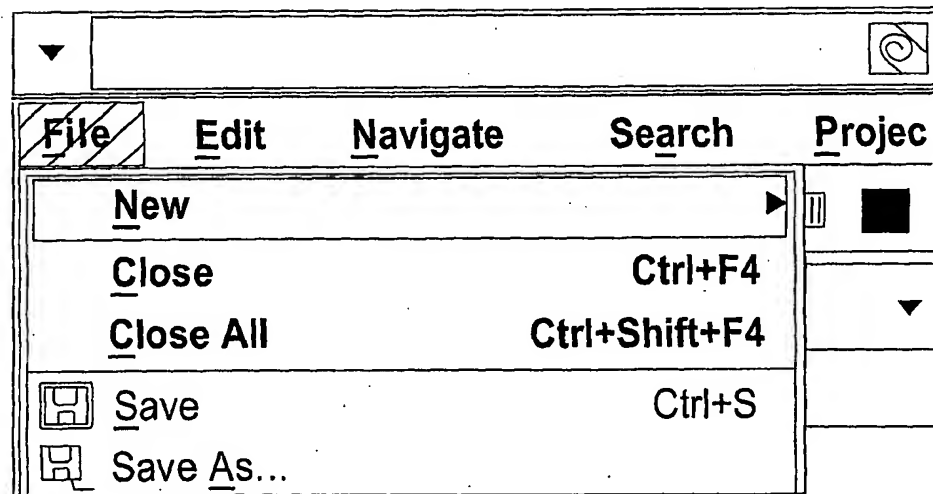 File Edit Navigate Search Projec
New
Close Ctrl+F4
Close All Ctrl+Shift+F4
Save Ctrl+S
Save As...